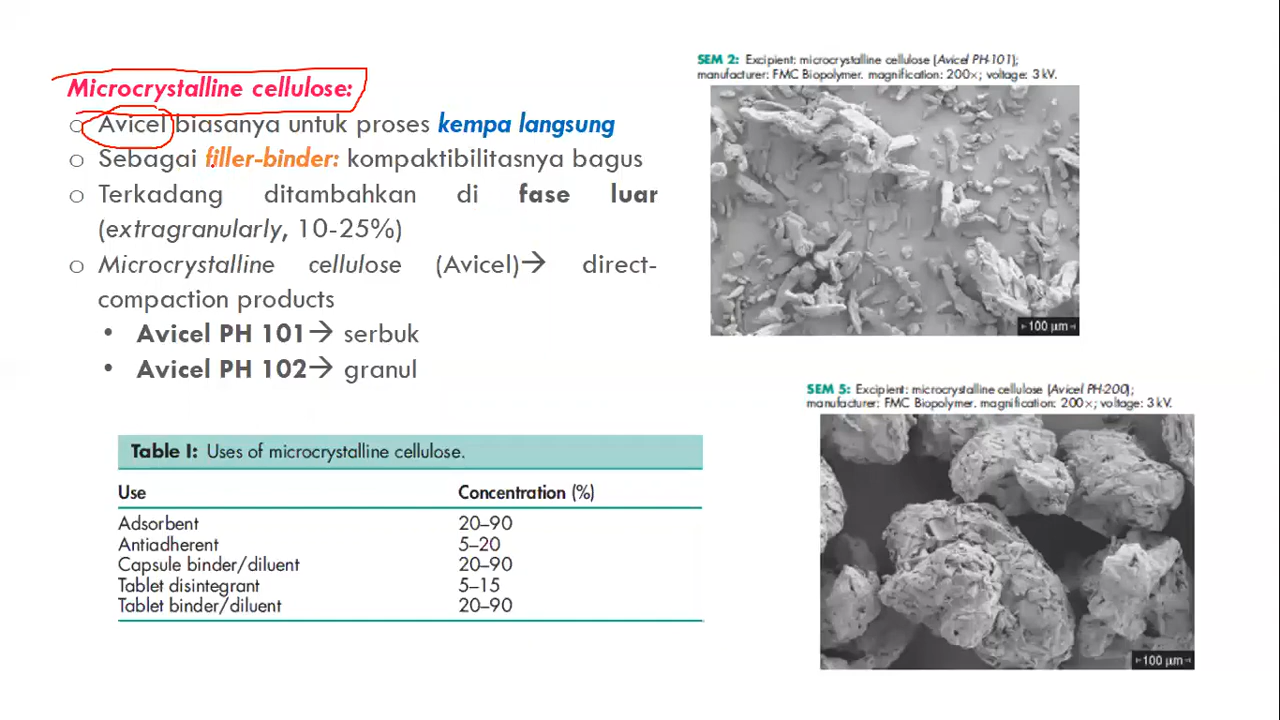 Microcrystalline cellulose:
○ Avicel biasanya untuk proses kempa langsung
○ Sebagai filler-binder: kompaktibilitasnya bagus
○ Terkadang ditambahkan di fase luar
(extragranularly, 10-25%)
○ Microcrystalline cellulose (Avicel)→ direct-
compaction products
• Avicel PH 101→ serbuk
• Avicel PH 102→ granul
Table I: Uses of microcrystalline cellulose.
Use Concentration (%)
Adsorbent 20–90
Antiadherent 5–20
Capsule binder/diluent 20–90
Tablet disintegrant 5–15
Tablet binder/diluent 20–90
SEM 2: Excipient: microcrystalline cellulose (Avicel PH-101);
manufacturer: FMC Biopolymer. magnification: 200×; voltage: 3 kV.
100 µm
SEM 5: Excipient: microcrystalline cellulose (Avicel PH-200);
manufacturer: FMC Biopolymer. magnification: 200×; voltage: 3 kV.
100 µm